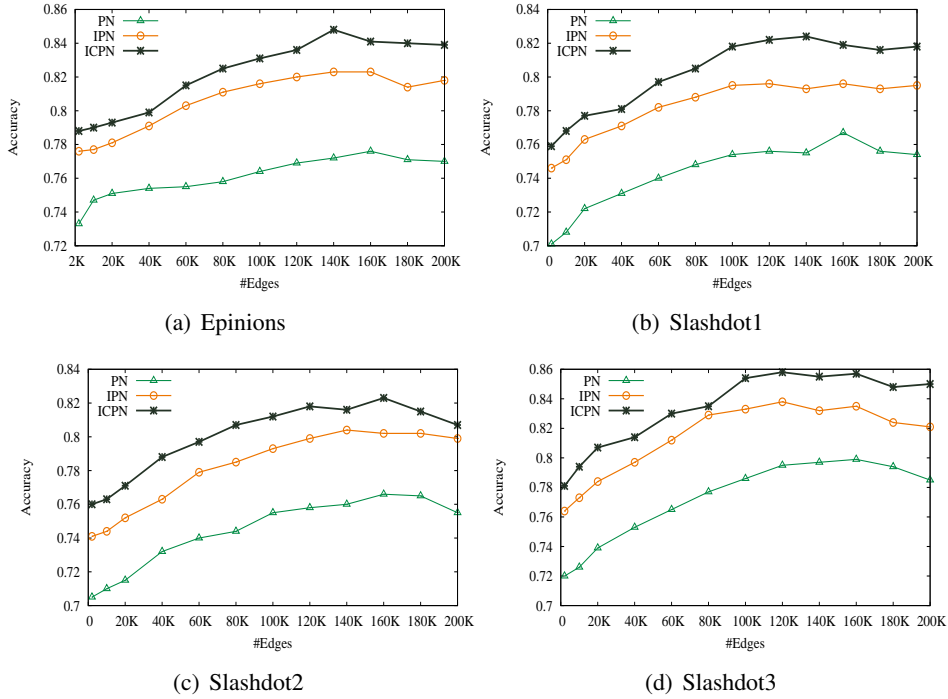 0.86
0.84
0.82
0.8
0.78
0.76
0.74
0.72
Accuracy
PN
IPN
ICPN
2K 20K 40K 60K 80K 100K 120K 140K 160K 180K 200K
#Edges
(a) Epinions
0.84
0.82
0.8
0.78
0.76
0.74
0.72
0.7
Accuracy
PN
IPN
ICPN
0 20K 40K 60K 80K 100K 120K 140K 160K 180K 200K
#Edges
(b) Slashdot1
0.84
0.82
0.8
0.78
0.76
0.74
0.72
0.7
Accuracy
PN
IPN
ICPN
0 20K 40K 60K 80K 100K 120K 140K 160K 180K 200K
#Edges
(c) Slashdot2
0.86
0.84
0.82
0.8
0.78
0.76
0.74
0.72
0.7
Accuracy
PN
IPN
ICPN
0 20K 40K 60K 80K 100K 120K 140K 160K 180K 200K
#Edges
(d) Slashdot3